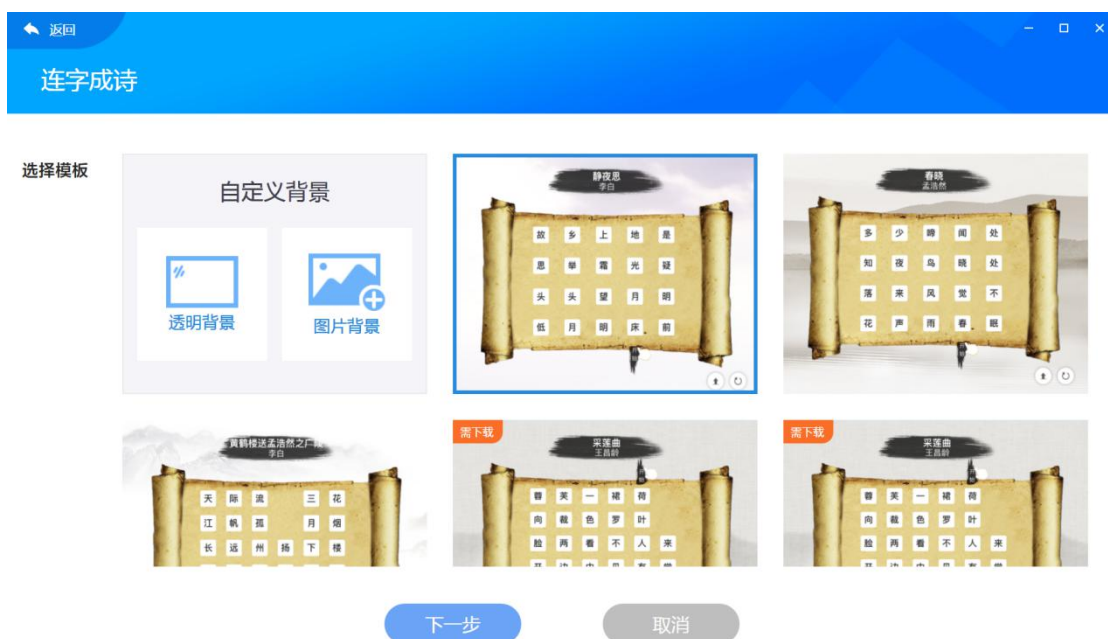 返回
连字成诗
选择模板
自定义背景
透明背景
图片背景
静夜思
李白
故 乡 上 地 是
思 举 霜 光 疑
头 头 望 月 明
低 月 明 床 前
春晓
孟浩然
多 少 啼 闻 处
知 夜 鸟 晓 处
落 来 风 觉 不
花 声 雨 春 眠
黄鹤楼送孟浩然之广陵
李白
天 际 流 三 花
江 帆 孤 月 烟
长 远 州 扬 下 楼
需下载
采莲曲
王昌龄
蓉 芙 一 裙 荷
向 裁 色 罗 叶
脸 两 看 不 人 来
需下载
采莲曲
王昌龄
蓉 芙 一 裙 荷
向 裁 色 罗 叶
脸 两 看 不 人 来
下一步
取消